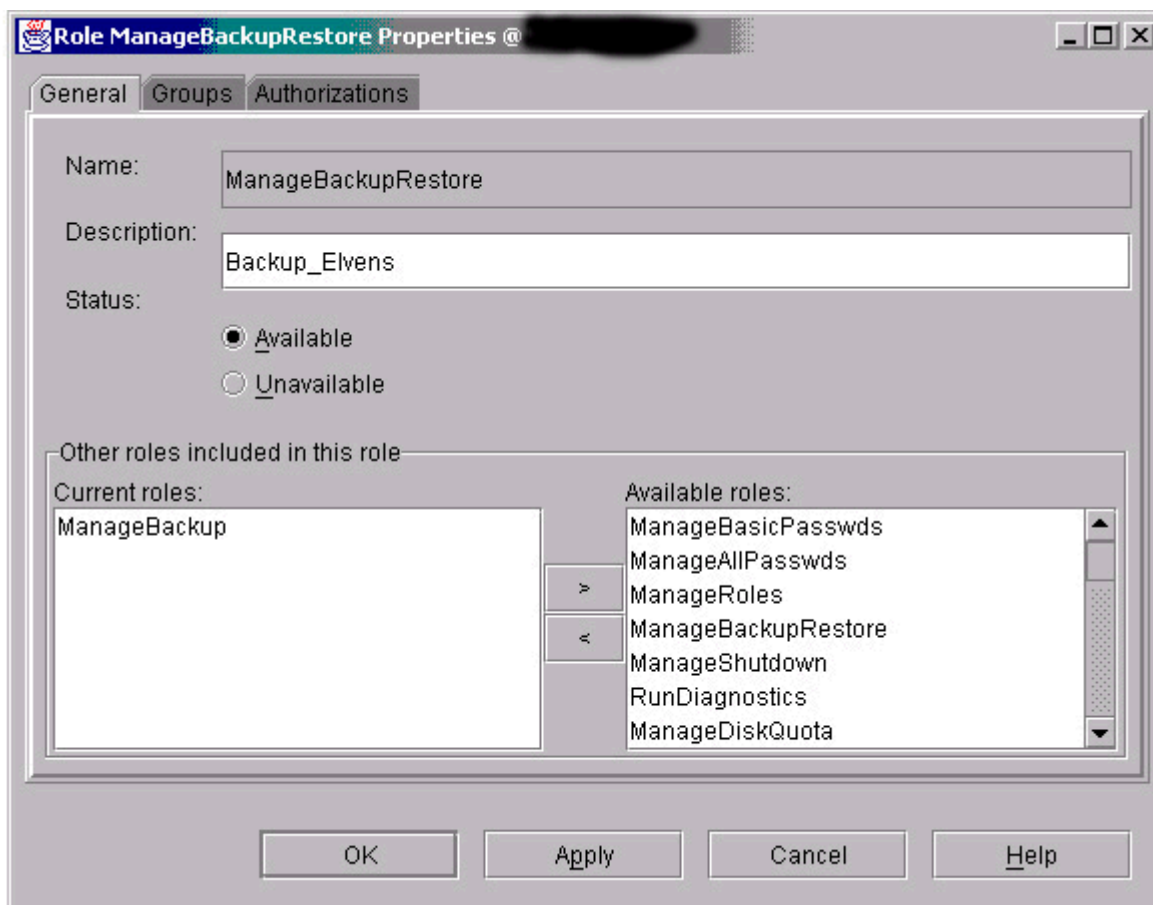 Role ManageBackupRestore Properties @
General Groups Authorizations
Name: ManageBackupRestore
Description: Backup_Elvens
Status:
Available
Unavailable
Other roles included in this role
Current roles: Available roles:
ManageBackup
ManageBasicPasswds
ManageAllPasswds
ManageRoles
ManageBackupRestore
ManageShutdown
RunDiagnostics
ManageDiskQuota
>
<
OK Apply Cancel Help